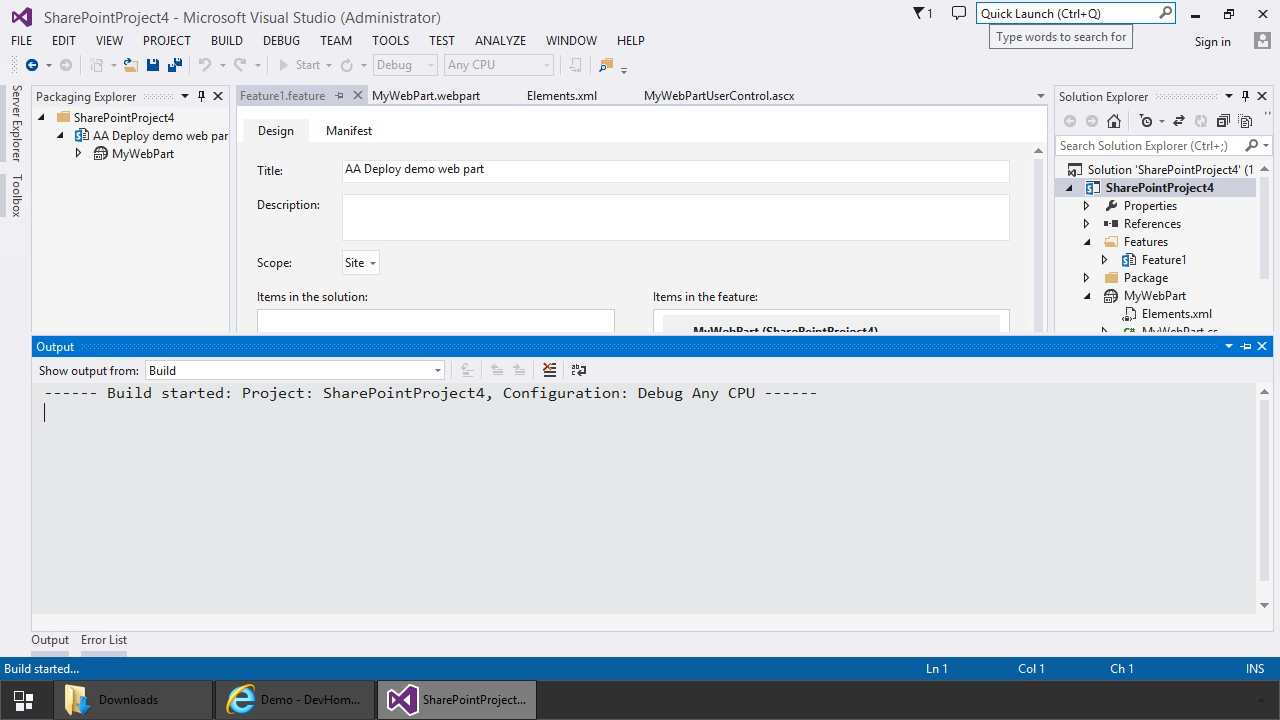 SharePointProject4 - Microsoft Visual Studio (Administrator)
1
Quick Launch (Ctrl+Q)
Type words to search for
FILE EDIT VIEW PROJECT BUILD DEBUG TEAM TOOLS TEST ANALYZE WINDOW HELP
Sign in
Start Debug Any CPU
Server Explorer
Toolbox
Packaging Explorer
SharePointProject4
AA Deploy demo web par
MyWebPart
Feature1.feature MyWebPart.webpart Elements.xml MyWebPartUserControl.ascx
Design Manifest
Title: AA Deploy demo web part
Description:
Scope: Site
Items in the solution: Items in the feature:
MyWebPart (SharePointProject4)
Solution Explorer
Search Solution Explorer (Ctrl+;)
Solution 'SharePointProject4' (1
SharePointProject4
Properties
References
Features
Feature1
Package
MyWebPart
Elements.xml
MyWebPart.cs
Output
Show output from: Build
------ Build started: Project: SharePointProject4, Configuration: Debug Any CPU ------
Output Error List
Build started... Ln 1 Col 1 Ch 1 INS
Downloads Demo - DevHom... SharePointProject...